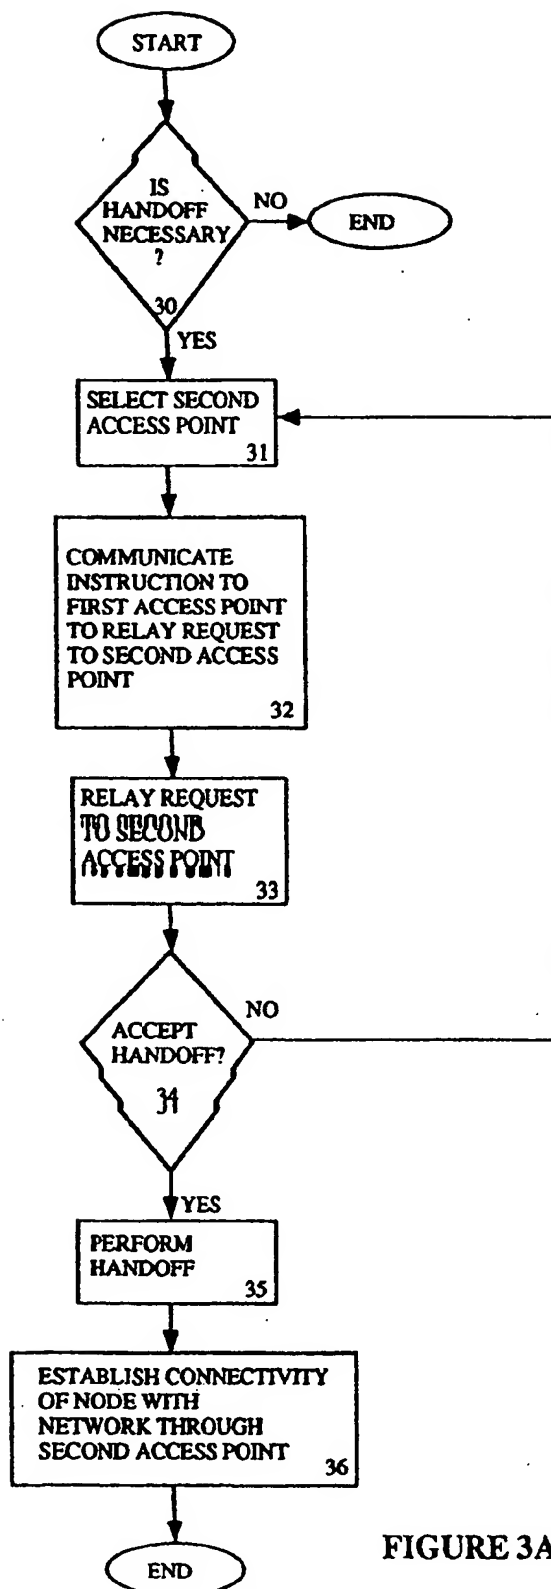 START
IS
HANDOFF
NECESSARY
?
30
NO
END
YES
SELECT SECOND
ACCESS POINT
31
COMMUNICATE
INSTRUCTION TO
FIRST ACCESS POINT
TO RELAY REQUEST
TO SECOND ACCESS
POINT
32
RELAY REQUEST
TO SECOND
ACCESS POINT
33
NO
ACCEPT
HANDOFF?
34
YES
PERFORM
HANDOFF
35
ESTABLISH CONNECTIVITY
OF NODE WITH
NETWORK THROUGH
SECOND ACCESS POINT
36
END
FIGURE 3A